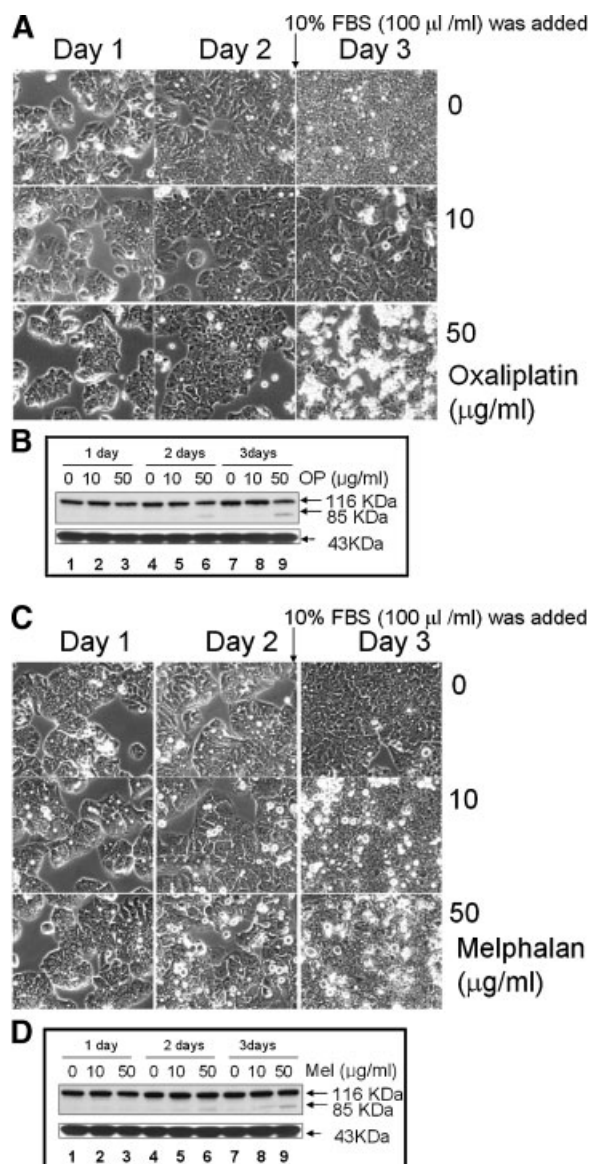 A
10% FBS (100 µl /ml) was added
Day 1 Day 2 Day 3
0
10
50
Oxaliplatin
(µg/ml)
B
1 day 2 days 3days
0 10 50 0 10 50 0 10 50 OP (µg/ml)
116 KDa
85 KDa
43KDa
1 2 3 4 5 6 7 8 9
C
10% FBS (100 µl /ml) was added
Day 1 Day 2 Day 3
0
10
50
Melphalan
(µg/ml)
D
1 day 2 days 3days
0 10 50 0 10 50 0 10 50 Mel (µg/ml)
116 KDa
85 KDa
43KDa
1 2 3 4 5 6 7 8 9